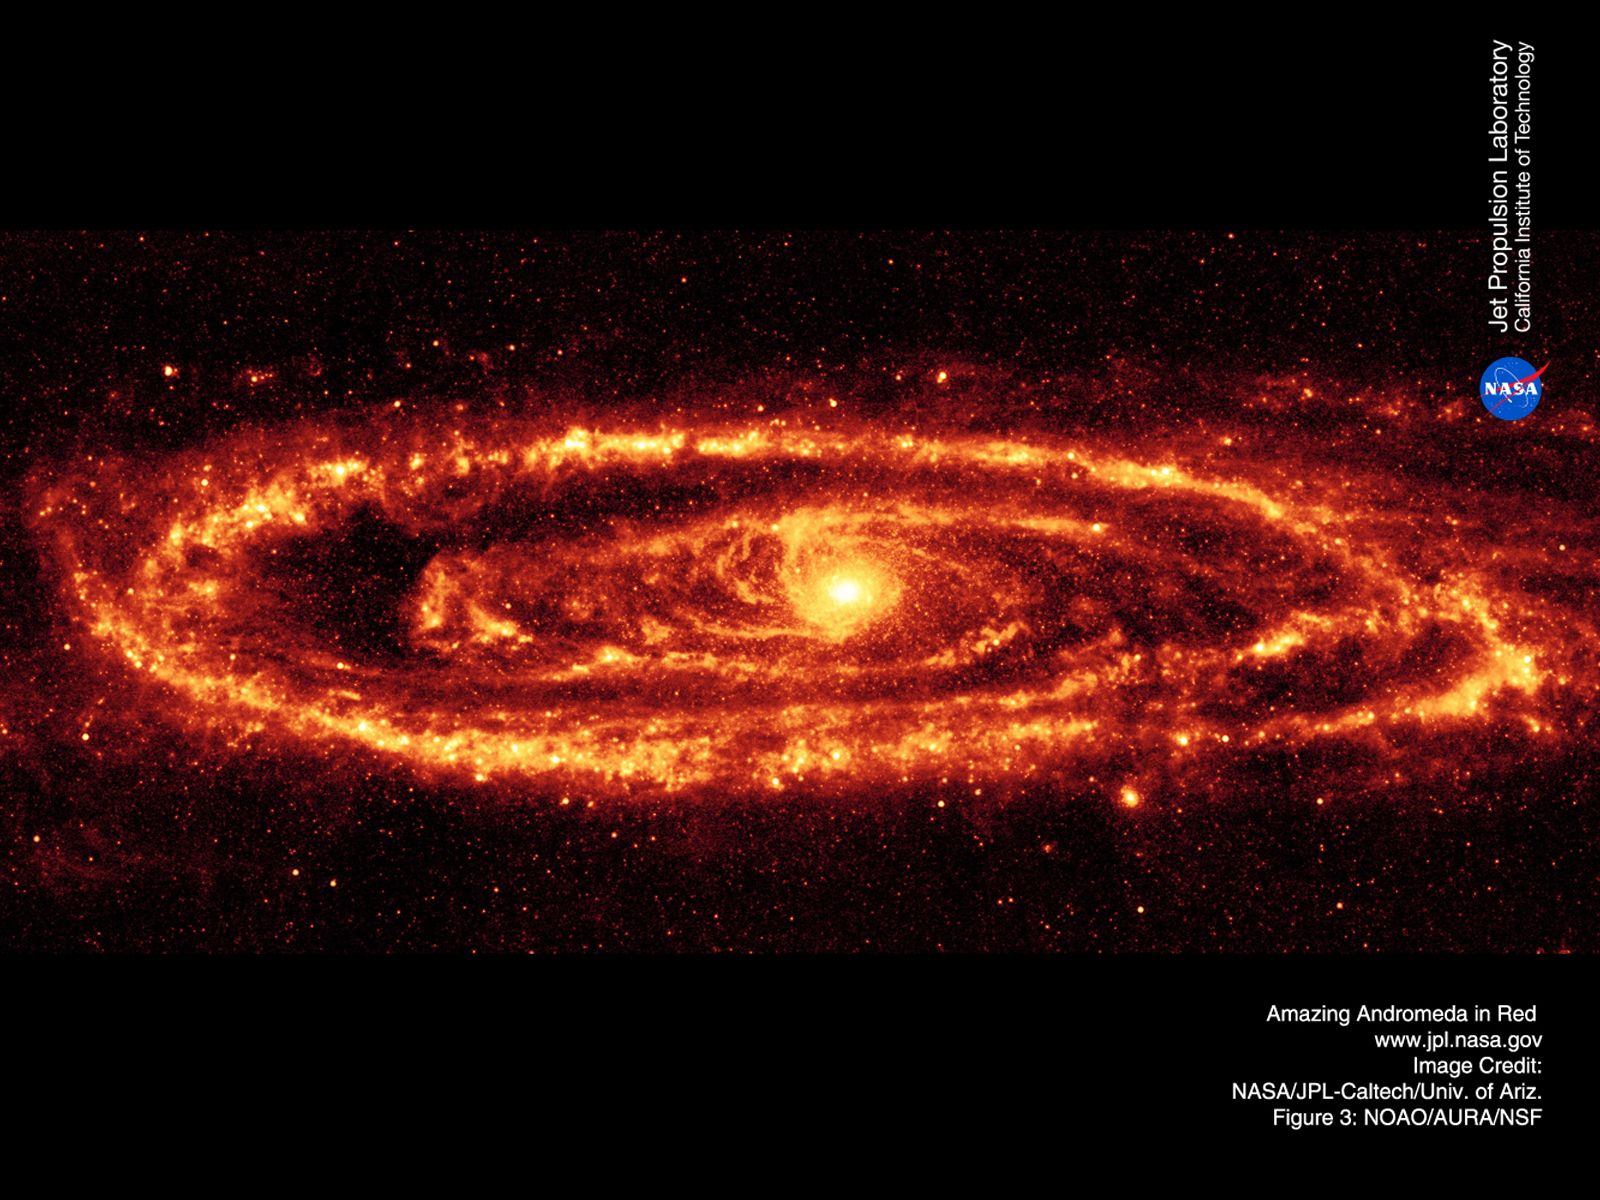 Jet Propulsion Laboratory
California Institute of Technology
NASA
Amazing Andromeda in Red
www.jpl.nasa.gov
Image Credit:
NASA/JPL-Caltech/Univ. of Ariz.
Figure 3: NOAO/AURA/NSF